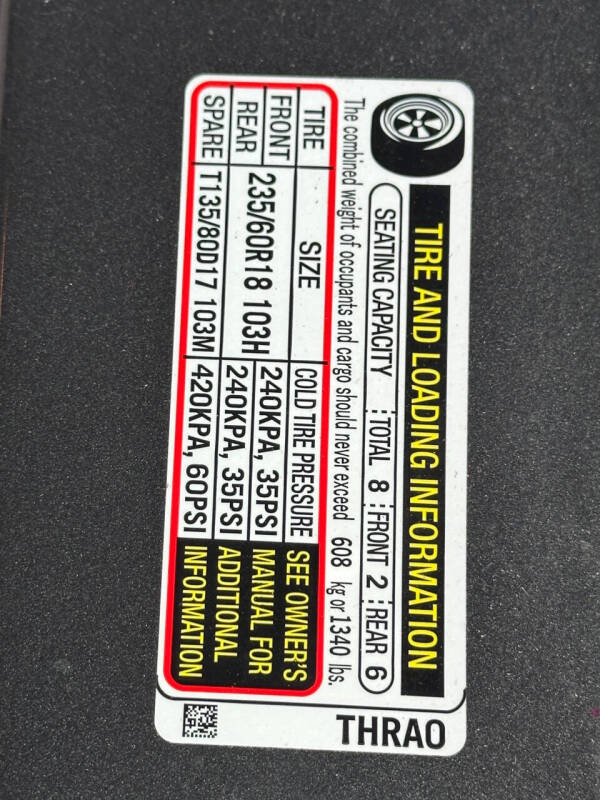 TIRE AND LOADING INFORMATION
SEATING CAPACITY : TOTAL 8 : FRONT 2 : REAR 6
The combined weight of occupants and cargo should never exceed 608 kg or 1340 lbs.
TIRE SIZE COLD TIRE PRESSURE SEE OWNER'S
FRONT 235/60R18 103H 240KPA, 35PSI MANUAL FOR
REAR 240KPA, 35PSI ADDITIONAL
SPARE T135/80D17 103M 420KPA, 60PSI INFORMATION
THRAO